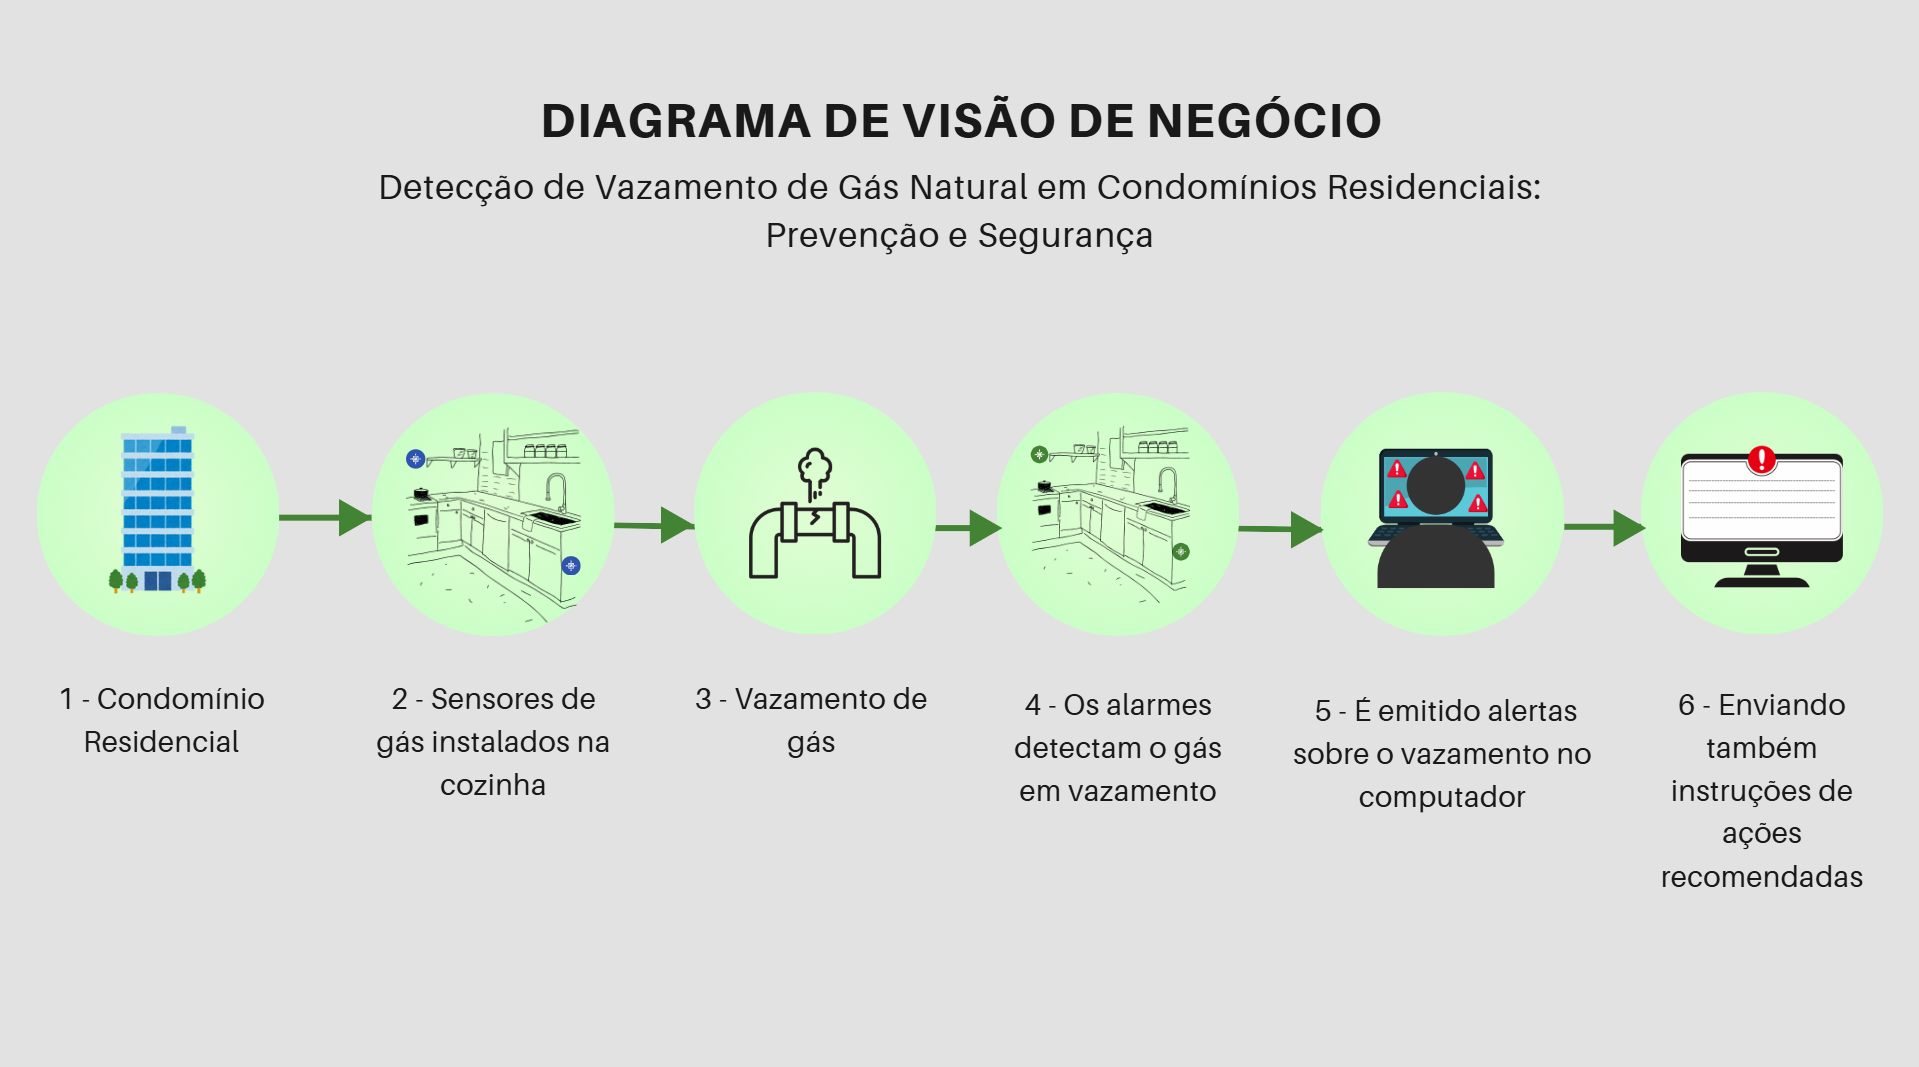 DIAGRAMA DE VISÃO DE NEGÓCIO
Detecção de Vazamento de Gás Natural em Condomínios Residenciais:
Prevenção e Segurança
1 - Condomínio
Residencial
2 - Sensores de
gás instalados na
cozinha
3 - Vazamento de
gás
4 - Os alarmes
detectam o gás
em vazamento
5 - É emitido alertas
sobre o vazamento no
computador
6 - Enviando
também
instruções de
ações
recomendadas